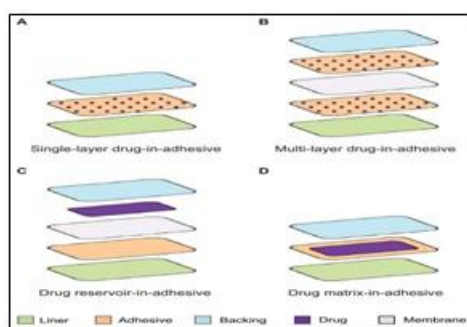 A
B
Single-layer drug-in-adhesive
Multi-layer drug-in-adhesive
C
D
Drug reservoir-in-adhesive
Drug matrix-in-adhesive
Liner
Adhesive
Backing
Drug
Membrane